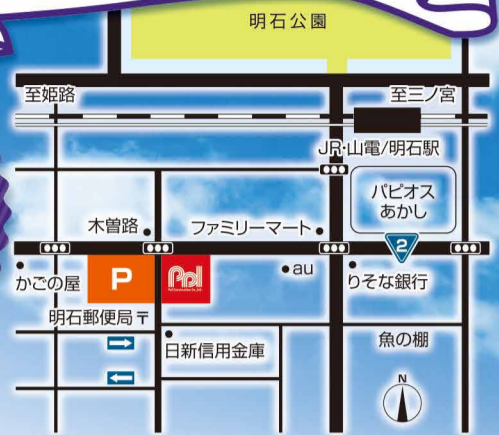 明石公園
至姫路
至三ノ宮
JR・山電/明石駅
パピオス
あかし
木曽路
ファミリーマート
2
かごの屋
P
Ppl
au
りそな銀行
明石郵便局〒
日新信用金庫
魚の棚
N